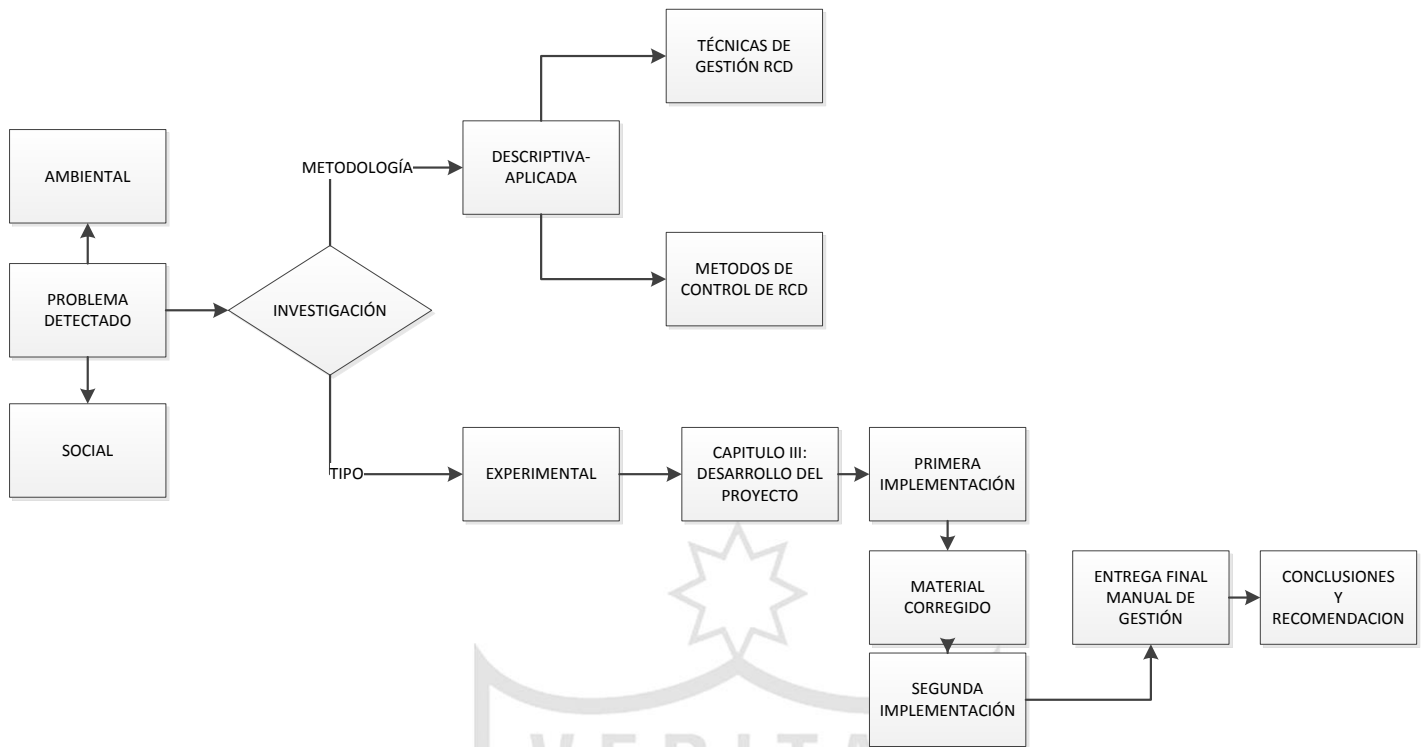 TÉCNICAS DE
GESTIÓN RCD
AMBIENTAL
METODOLOGÍA
DESCRIPTIVA-
APLICADA
PROBLEMA
DETECTADO
INVESTIGACIÓN
METODOS DE
CONTROL DE RCD
SOCIAL
TIPO
EXPERIMENTAL
CAPITULO III:
DESARROLLO DEL
PROYECTO
PRIMERA
IMPLEMENTACIÓN
MATERIAL
CORREGIDO
SEGUNDA
IMPLEMENTACIÓN
ENTREGA FINAL
MANUAL DE
GESTIÓN
CONCLUSIONES
Y
RECOMENDACION